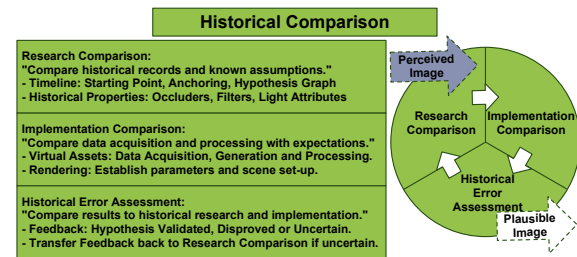 Historical Comparison
Research Comparison:
"Compare historical records and known assumptions."
- Timeline: Starting Point, Anchoring, Hypothesis Graph
- Historical Properties: Occluders, Filters, Light Attributes
Implementation Comparison:
"Compare data acquisition and processing with expectations."
- Virtual Assets: Data Acquisition, Generation and Processing.
- Rendering: Establish parameters and scene set-up.
Historical Error Assessment:
"Compare results to historical research and implementation."
- Feedback: Hypothesis Validated, Disproved or Uncertain.
- Transfer Feedback back to Research Comparison if uncertain.
Perceived
Image
Research
Comparison
Implementation
Comparison
Historical
Error
Assessment
Plausible
Image